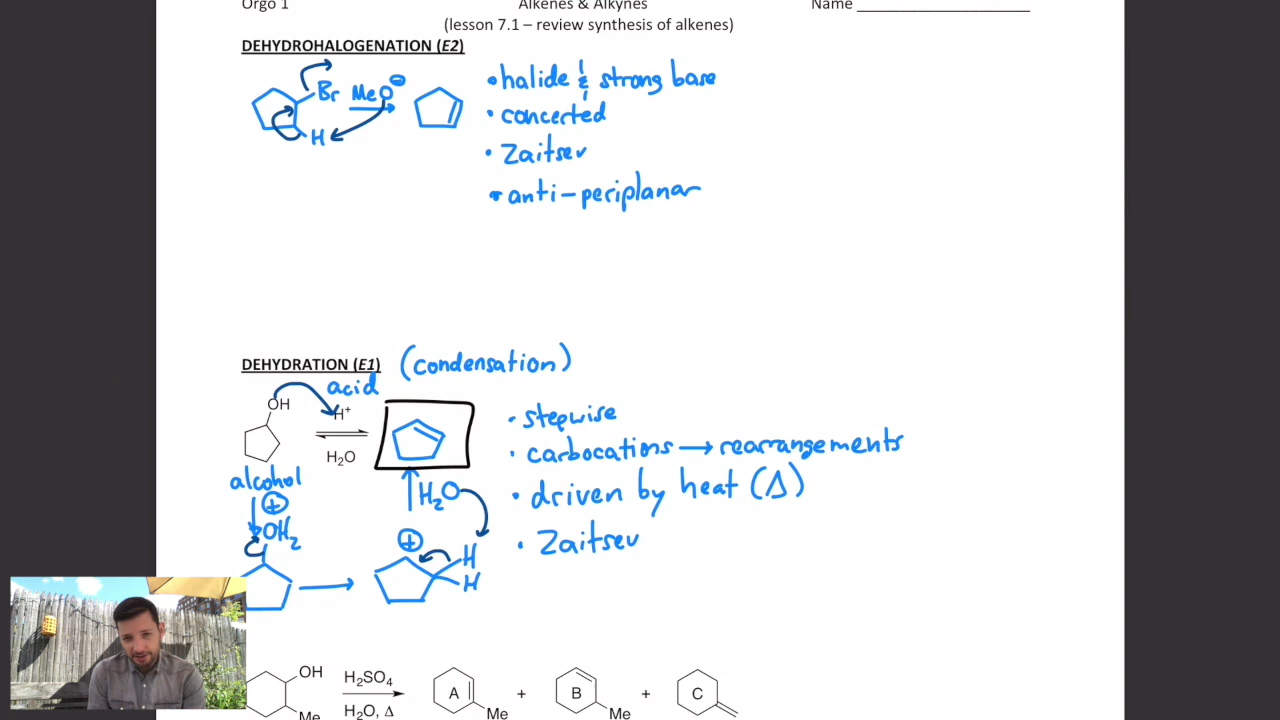 Orgo 1 Alkenes & Alkynes Name ____________________
(lesson 7.1 – review synthesis of alkenes)
DEHYDROHALOGENATION (E2)
Br MeO⊖
H
• halide & strong base
• concerted
• Zaitsev
• anti-periplanar
DEHYDRATION (E1) (condensation)
acid
OH H⁺
H₂O
alcohol
⊕
OH₂
H₂O
⊕ H
H
• stepwise
• carbocations → rearrangements
• driven by heat (Δ)
• Zaitsev
OH H₂SO₄ A + B + C
Me H₂O, Δ Me Me